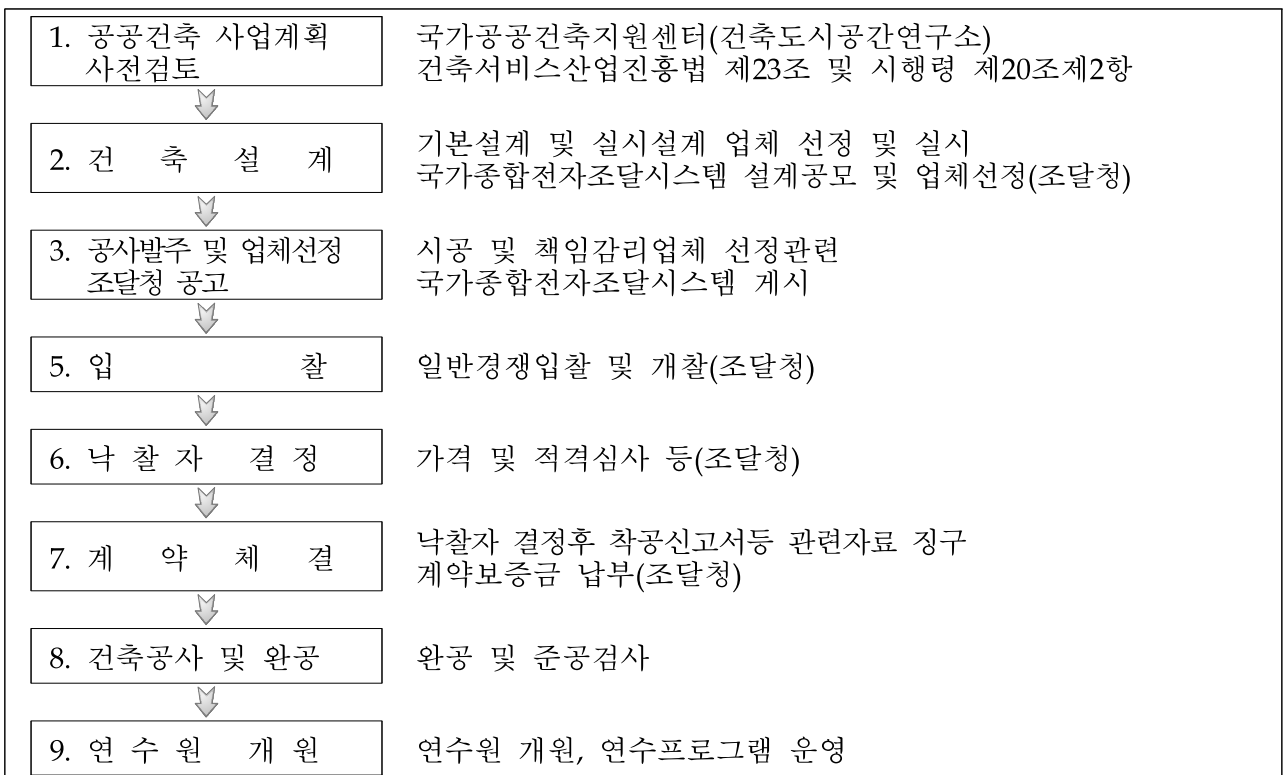 1. 공공건축 사업계획
사전검토
국가공공건축지원센터(건축도시공간연구소)
건축서비스산업진흥법 제23조 및 시행령 제20조제2항
2. 건 축 설 계
기본설계 및 실시설계 업체 선정 및 실시
국가종합전자조달시스템 설계공모 및 업체선정(조달청)
3. 공사발주 및 업체선정
조달청 공고
시공 및 책임감리업체 선정관련
국가종합전자조달시스템 게시
5. 입 찰
일반경쟁입찰 및 개찰(조달청)
6. 낙 찰 자 결 정
가격 및 적격심사 등(조달청)
7. 계 약 체 결
낙찰자 결정후 착공신고서등 관련자료 징구
계약보증금 납부(조달청)
8. 건축공사 및 완공
완공 및 준공검사
9. 연 수 원 개 원
연수원 개원, 연수프로그램 운영